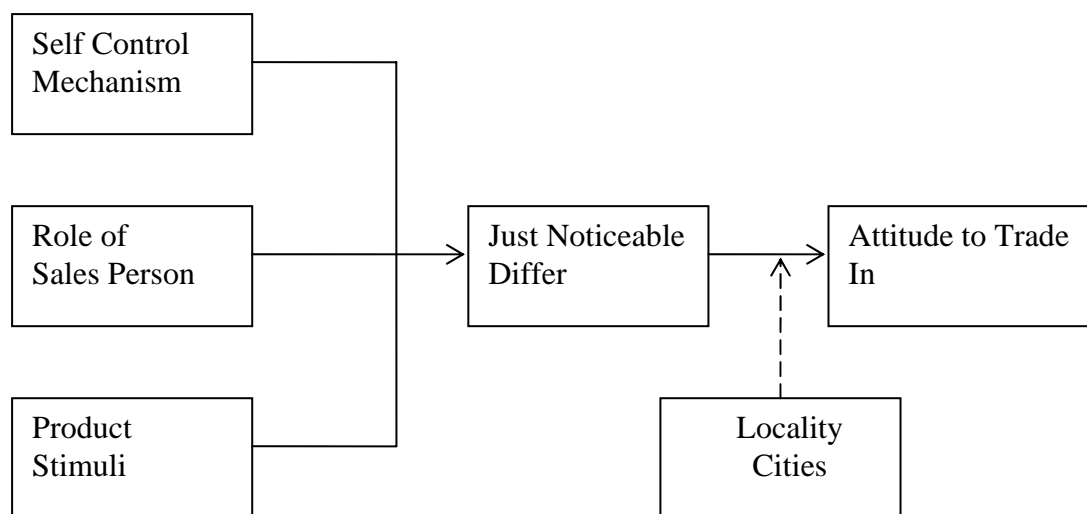 Self Control
Mechanism
Role of
Sales Person
Product
Stimuli
Just Noticeable
Differ
Attitude to Trade
In
Locality
Cities